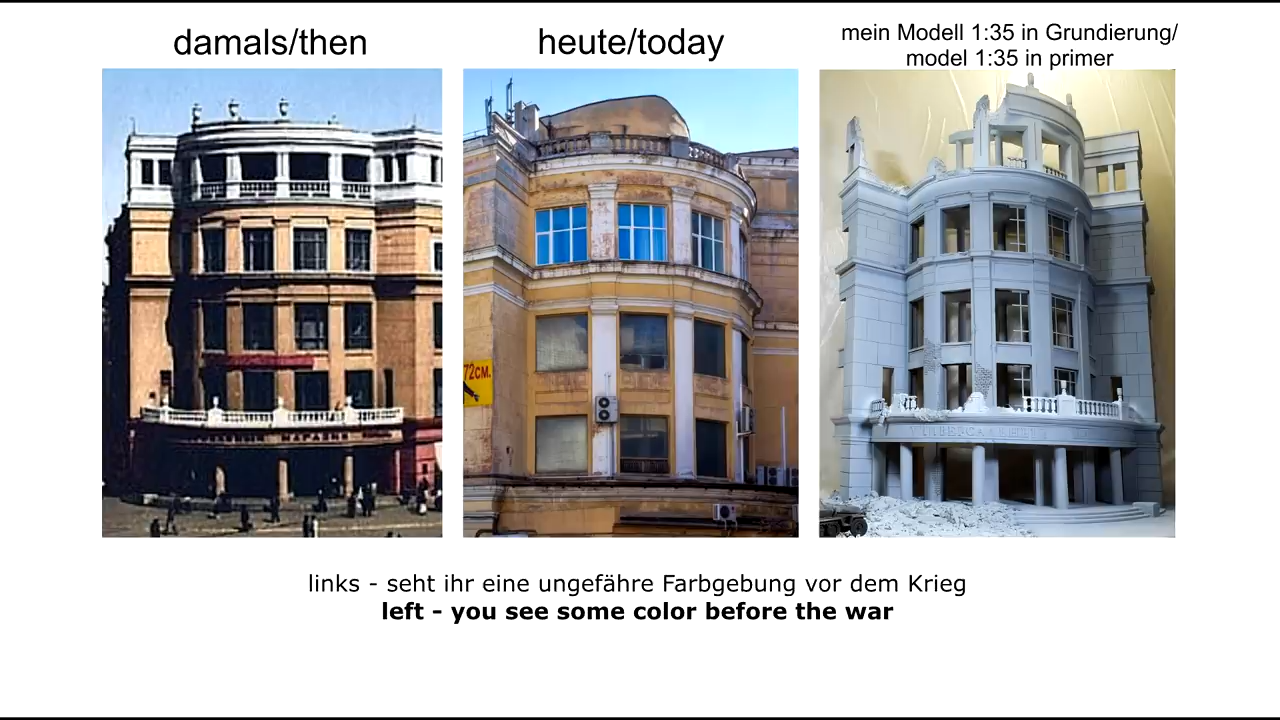 damals/then
heute/today
mein Modell 1:35 in Grundierung/
model 1:35 in primer
72СМ.
links - seht ihr eine ungefähre Farbgebung vor dem Krieg
left - you see some color before the war